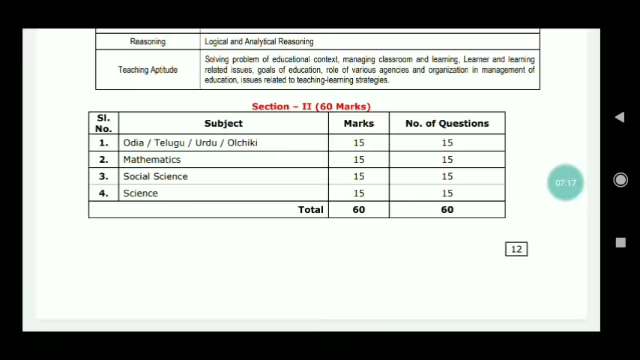 Reasoning Logical and Analytical Reasoning
Teaching Aptitude Solving problem of educational context, managing classroom and learning, Learner and learning
related issues, goals of education, role of various agencies and organization in management of
education, issues related to teaching-learning strategies.
Section – II (60 Marks)
Sl. No. Subject Marks No. of Questions
1. Odia / Telugu / Urdu / Olchiki 15 15
2. Mathematics 15 15
3. Social Science 15 15
4. Science 15 15
Total 60 60
12
07:17